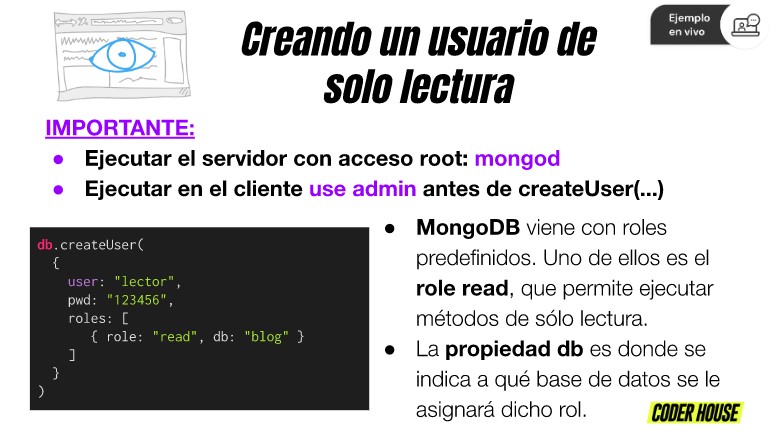 Ejemplo
en vivo
Creando un usuario de
solo lectura
IMPORTANTE:
● Ejecutar el servidor con acceso root: mongod
● Ejecutar en el cliente use admin antes de createUser(...)
db.createUser(
  {
    user: "lector",
    pwd: "123456",
    roles: [
       { role: "read", db: "blog" }
    ]
  }
)
● MongoDB viene con roles
predefinidos. Uno de ellos es el
role read, que permite ejecutar
métodos de sólo lectura.
● La propiedad db es donde se
indica a qué base de datos se le
asignará dicho rol.
CODER HOUSE